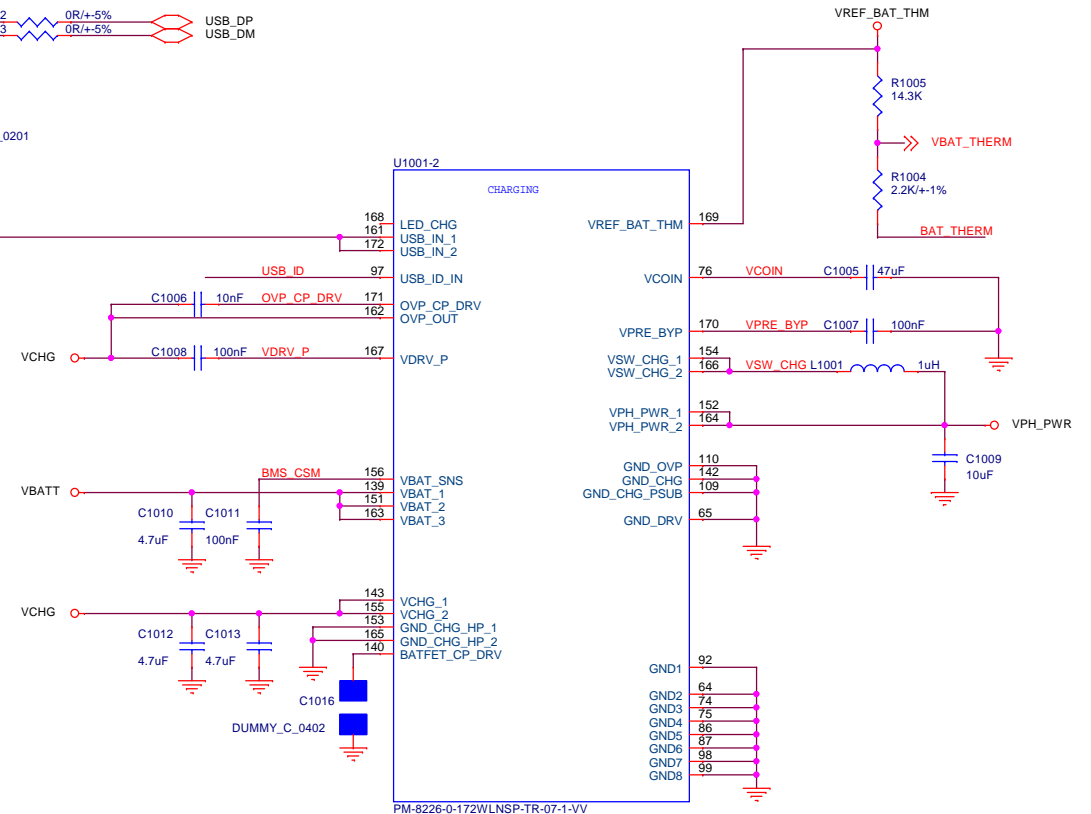 2 0R/+-5% USB_DP
3 0R/+-5% USB_DM
VREF_BAT_THM
R1005
14.3K
_0201
VBAT_THERM
U1001-2
R1004
2.2K/+-1%
CHARGING
BAT_THERM
168 LED_CHG
161 USB_IN_1
172 USB_IN_2
VREF_BAT_THM 169
USB_ID 97 USB_ID_IN
VCOIN 76 VCOIN C1005 47uF
C1006 10nF OVP_CP_DRV 171 OVP_CP_DRV
162 OVP_OUT
VPRE_BYP 170 VPRE_BYP C1007 100nF
VCHG C1008 100nF VDRV_P 167 VDRV_P
VSW_CHG_1 154
VSW_CHG_2 166 VSW_CHG L1001 1uH
VPH_PWR_1 152
VPH_PWR_2 164 VPH_PWR
C1009
10uF
VBATT BMS_CSM 156 VBAT_SNS
139 VBAT_1
151 VBAT_2
163 VBAT_3
C1010 C1011
4.7uF 100nF
GND_OVP 110
GND_CHG 142
GND_CHG_PSUB 109
GND_DRV 65
VCHG 143 VCHG_1
155 VCHG_2
153 GND_CHG_HP_1
165 GND_CHG_HP_2
140 BATFET_CP_DRV
C1012 C1013
4.7uF 4.7uF
C1016
DUMMY_C_0402
GND1 92
GND2 64
GND3 74
GND4 75
GND5 86
GND6 87
GND7 98
GND8 99
PM-8226-0-172WLNSP-TR-07-1-VV